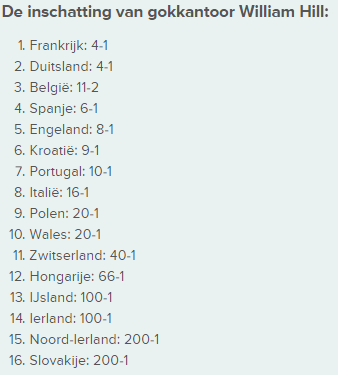 De inschatting van gokkantoor William Hill:
1. Frankrijk: 4-1
2. Duitsland: 4-1
3. België: 11-2
4. Spanje: 6-1
5. Engeland: 8-1
6. Kroatië: 9-1
7. Portugal: 10-1
8. Italië: 16-1
9. Polen: 20-1
10. Wales: 20-1
11. Zwitserland: 40-1
12. Hongarije: 66-1
13. IJsland: 100-1
14. Ierland: 100-1
15. Noord-Ierland: 200-1
16. Slovakije: 200-1